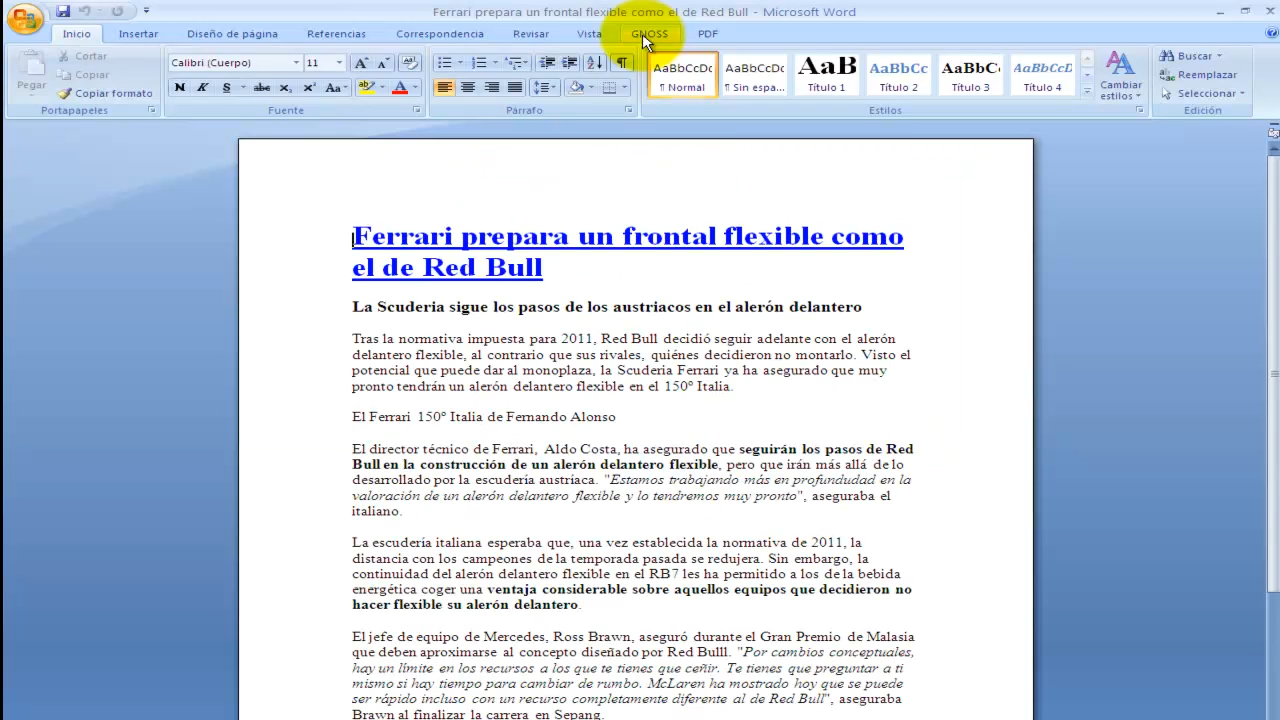 Ferrari prepara un frontal flexible como el de Red Bull - Microsoft Word
Inicio Insertar Diseño de página Referencias Correspondencia Revisar Vista GNOSS PDF
Cortar
Copiar
Copiar formato
Pegar
Portapapeles
Calibri (Cuerpo) 11
N K S abc x₂ x² Aa
Fuente
Párrafo
AaBbCcDc AaBbCcDc AaB AaBbCc AaBbC AaBbCcD
¶ Normal ¶ Sin espa... Título 1 Título 2 Título 3 Título 4
Cambiar
estilos
Estilos
Buscar
Reemplazar
Seleccionar
Edición
Ferrari prepara un frontal flexible como
el de Red Bull
La Scuderia sigue los pasos de los austriacos en el alerón delantero
Tras la normativa impuesta para 2011, Red Bull decidió seguir adelante con el alerón
delantero flexible, al contrario que sus rivales, quiénes decidieron no montarlo. Visto el
potencial que puede dar al monoplaza, la Scuderia Ferrari ya ha asegurado que muy
pronto tendrán un alerón delantero flexible en el 150º Italia.
El Ferrari 150º Italia de Fernando Alonso
El director técnico de Ferrari, Aldo Costa, ha asegurado que seguirán los pasos de Red
Bull en la construcción de un alerón delantero flexible, pero que irán más allá de lo
desarrollado por la escudería austriaca. "Estamos trabajando más en profundudad en la
valoración de un alerón delantero flexible y lo tendremos muy pronto", aseguraba el
italiano.
La escudería italiana esperaba que, una vez establecida la normativa de 2011, la
distancia con los campeones de la temporada pasada se redujera. Sin embargo, la
continuidad del alerón delantero flexible en el RB7 les ha permitido a los de la bebida
energética coger una ventaja considerable sobre aquellos equipos que decidieron no
hacer flexible su alerón delantero.
El jefe de equipo de Mercedes, Ross Brawn, aseguró durante el Gran Premio de Malasia
que deben aproximarse al concepto diseñado por Red Bulll. "Por cambios conceptuales,
hay un límite en los recursos a los que te tienes que ceñir. Te tienes que preguntar a ti
mismo si hay tiempo para cambiar de rumbo. McLaren ha mostrado hoy que se puede
ser rápido incluso con un recurso completamente diferente al de Red Bull", aseguraba
Brawn al finalizar la carrera en Sepang.